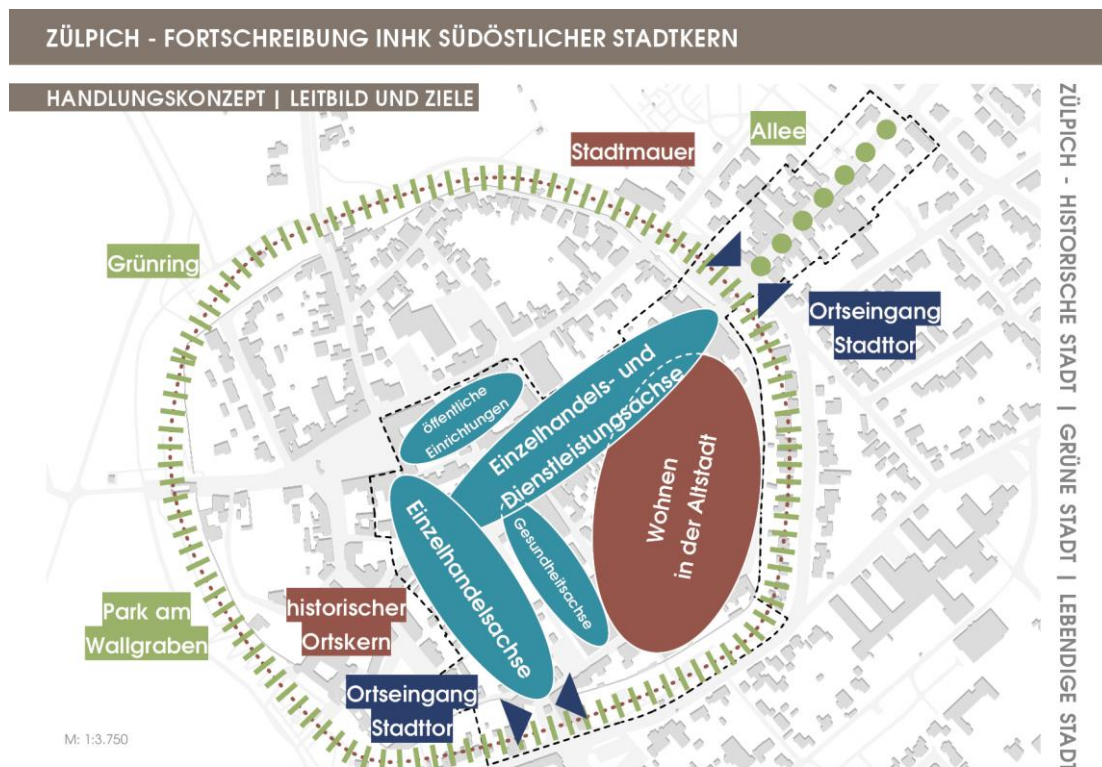 ZÜLPICH - FORTSCHREIBUNG INHK SÜDÖSTLICHER STADTKERN
HANDLUNGSKONZEPT | LEITBILD UND ZIELE
Allee
Stadtmauer
Grünring
Ortseingang
Stadttor
öffentliche
Einrichtungen
Einzelhandels- und
Dienstleistungsachse
Wohnen
in der Altstadt
Einzelhandelsachse
Gesundheitsachse
historischer
Ortskern
Park am
Wallgraben
Ortseingang
Stadttor
M: 1:3.750
ZÜLPICH - HISTORISCHE STADT | GRÜNE STADT | LEBENDIGE STADT